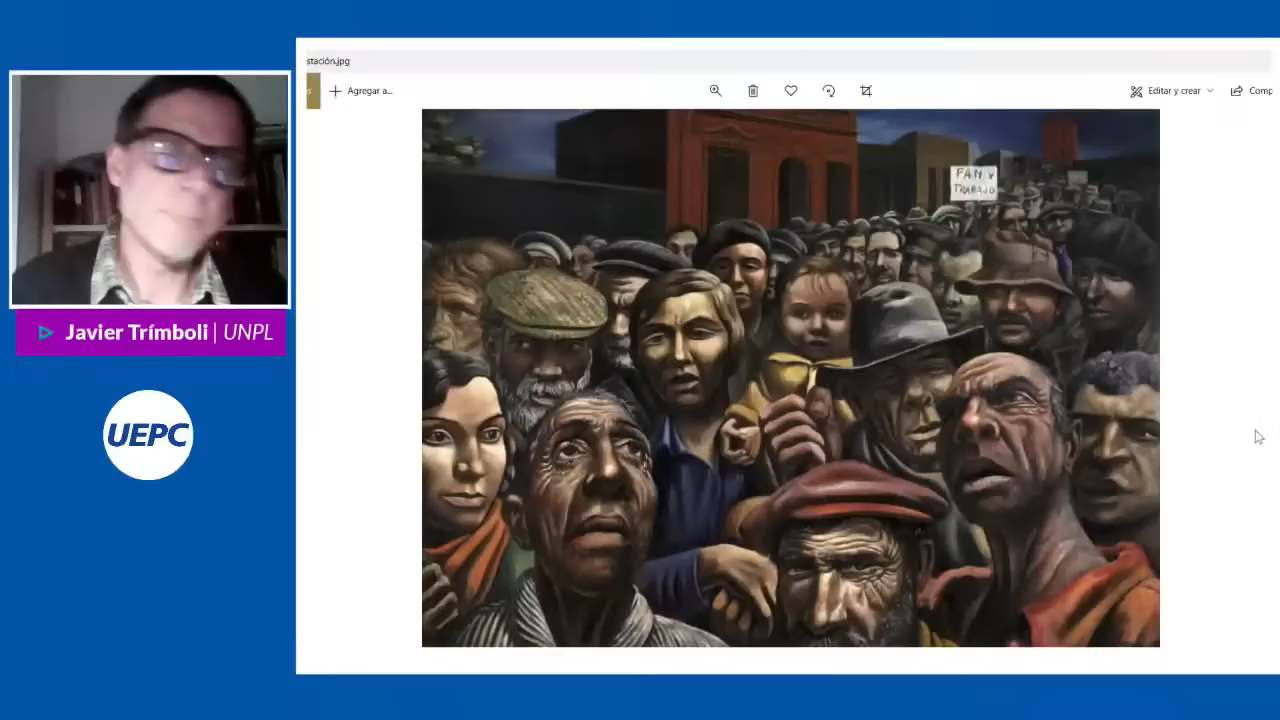 stación.jpg
s
Agregar a...
Editar y crear
Comp
PAN Y
TRABAJO
Javier Trímboli | UNPL
UEPC